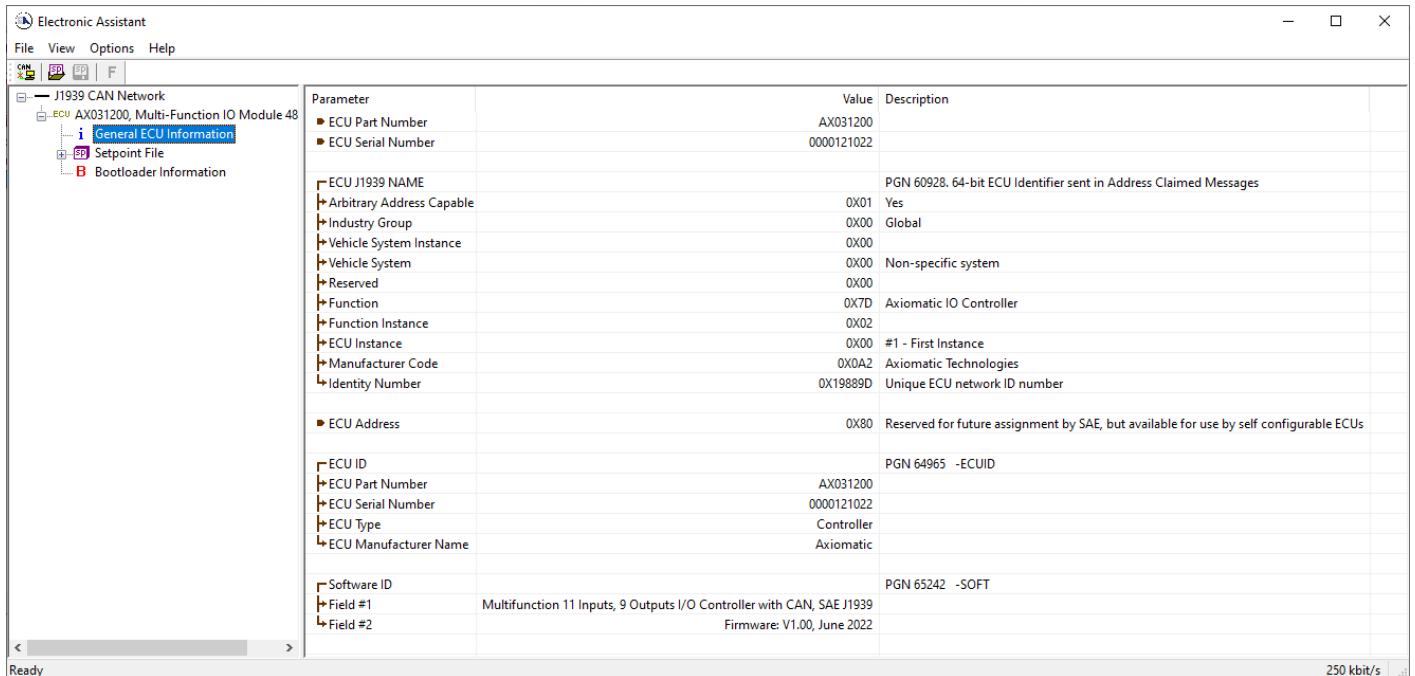 Electronic Assistant
File View Options Help
CAN SP SP F
J1939 CAN Network
ECU AX031200, Multi-Function IO Module 48
i General ECU Information
SP Setpoint File
B Bootloader Information
Parameter Value Description
ECU Part Number AX031200
ECU Serial Number 0000121022
ECU J1939 NAME PGN 60928. 64-bit ECU Identifier sent in Address Claimed Messages
Arbitrary Address Capable 0X01 Yes
Industry Group 0X00 Global
Vehicle System Instance 0X00
Vehicle System 0X00 Non-specific system
Reserved 0X00
Function 0X7D Axiomatic IO Controller
Function Instance 0X02
ECU Instance 0X00 #1 - First Instance
Manufacturer Code 0X0A2 Axiomatic Technologies
Identity Number 0X19889D Unique ECU network ID number
ECU Address 0X80 Reserved for future assignment by SAE, but available for use by self configurable ECUs
ECU ID PGN 64965 -ECUID
ECU Part Number AX031200
ECU Serial Number 0000121022
ECU Type Controller
ECU Manufacturer Name Axiomatic
Software ID PGN 65242 -SOFT
Field #1 Multifunction 11 Inputs, 9 Outputs I/O Controller with CAN, SAE J1939
Field #2 Firmware: V1.00, June 2022
Ready 250 kbit/s